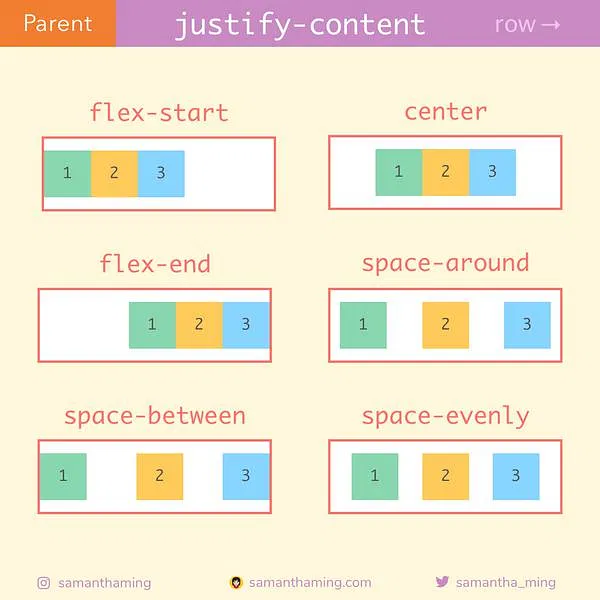 Parent justify-content row →
flex-start
1 2 3
center
1 2 3
flex-end
1 2 3
space-around
1 2 3
space-between
1 2 3
space-evenly
1 2 3
samanthaming samanthaming.com samantha_ming